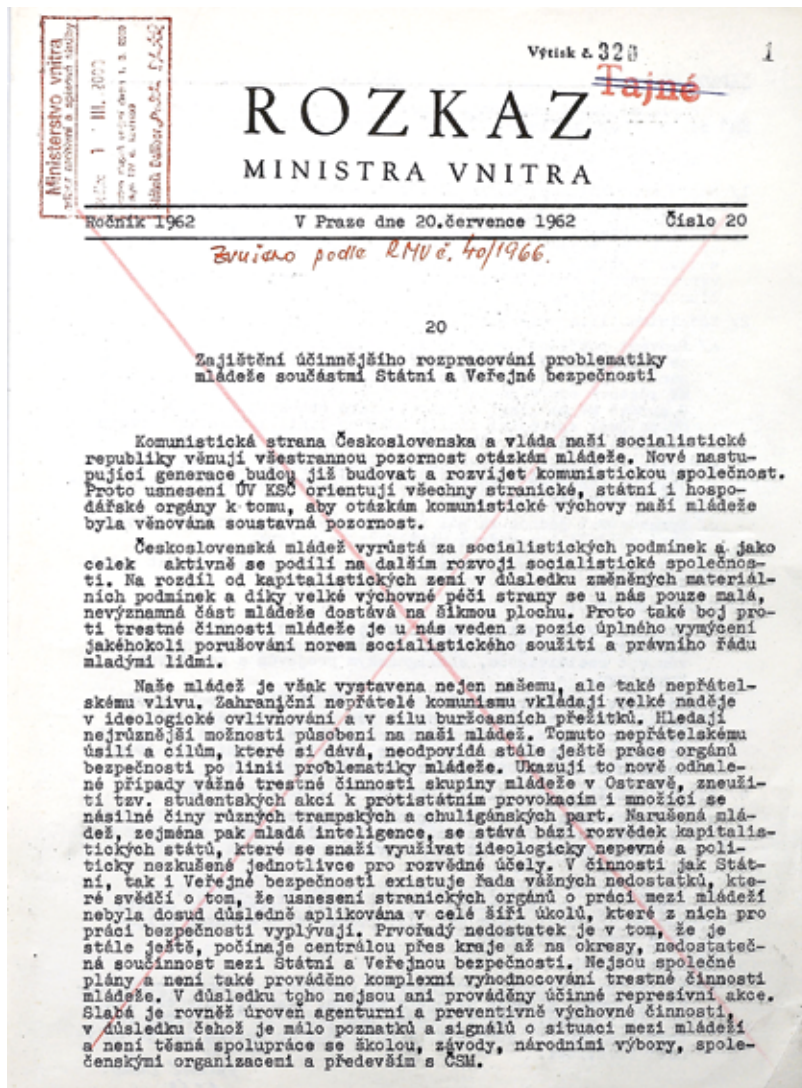 Výtisk č. 320
1
Tajné
ROZKAZ
MINISTRA VNITRA
Ministerstvo vnitra
Ročník 1962 V Praze dne 20.července 1962 Číslo 20
Zrušeno podle RMV č. 40/1966.
20
Zajištění účinnějšího rozpracování problematiky
mládeže součástmi Státní a Veřejné bezpečnosti
Komunistická strana Československa a vláda naší socialistické
republiky věnují všestrannou pozornost otázkám mládeže. Nové nastu-
pující generace budou již budovat a rozvíjet komunistickou společnost.
Proto usnesení ÚV KSČ orientují všechny stranické, státní i hospo-
dářské orgány k tomu, aby otázkám komunistické výchovy naší mládeže
byla věnována soustavná pozornost.
Československá mládež vyrůstá za socialistických podmínek a jako
celek aktivně se podílí na dalším rozvoji socialistické společnos-
ti. Na rozdíl od kapitalistických zemí v důsledku změněných materiál-
ních podmínek a díky velké výchovné péči strany se u nás pouze malá,
nevýznamná část mládeže dostává na šikmou plochu. Proto také boj pro-
ti trestné činnosti mládeže je u nás veden z pozic úplného vymýcení
jakéhokoli porušování norem socialistického soužití a právního řádu
mladými lidmi.
Naše mládež je však vystavena nejen našemu, ale také nepřátel-
skému vlivu. Zahraniční nepřátelé komunismu vkládají velké naděje
v ideologické ovlivňování a v sílu buržoasních přežitků. Hledají
nejrůznější možnosti působení na naši mládež. Tomuto nepřátelskému
úsilí a cílům, které si dává, neodpovídá stále ještě práce orgánů
bezpečnosti po linii problematiky mládeže. Ukazují to nově odhale-
né případy vážné trestné činnosti skupiny mládeže v Ostravě, zneuži-
tí tzv. studentských akcí k protistátním provokacím i množící se
násilné činy různých trampských a chuligánských part. Narušená mlá-
dež, zejména pak mladá inteligence, se stává bází rozvědek kapitalis-
tických států, které se snaží využívat ideologicky nepevné a poli-
ticky nezkušené jednotlivce pro rozvědné účely. V činnosti jak Stát-
ní, tak i Veřejné bezpečnosti existuje řada vážných nedostatků, kte-
ré svědčí o tom, že usnesení stranických orgánů o práci mezi mládeží
nebyla dosud důsledně aplikována v celé šíři úkolů, které z nich pro
práci bezpečnosti vyplývají. Prvořadý nedostatek je v tom, že je
stále ještě, počínaje centrálou přes kraje až na okresy, nedostateč-
ná součinnost mezi Státní a Veřejnou bezpečností. Nejsou společné
plány a není také prováděno komplexní vyhodnocování trestné činnosti
mládeže. V důsledku toho nejsou ani prováděny účinné represivní akce.
Slabá je rovněž úroveň agenturní a preventivně výchovné činnosti,
v důsledku čehož je málo poznatků a signálů o situaci mezi mládeží
a není těsná spolupráce se školou, závody, národními výbory, spole-
čenskými organizacemi a především s ČSM.